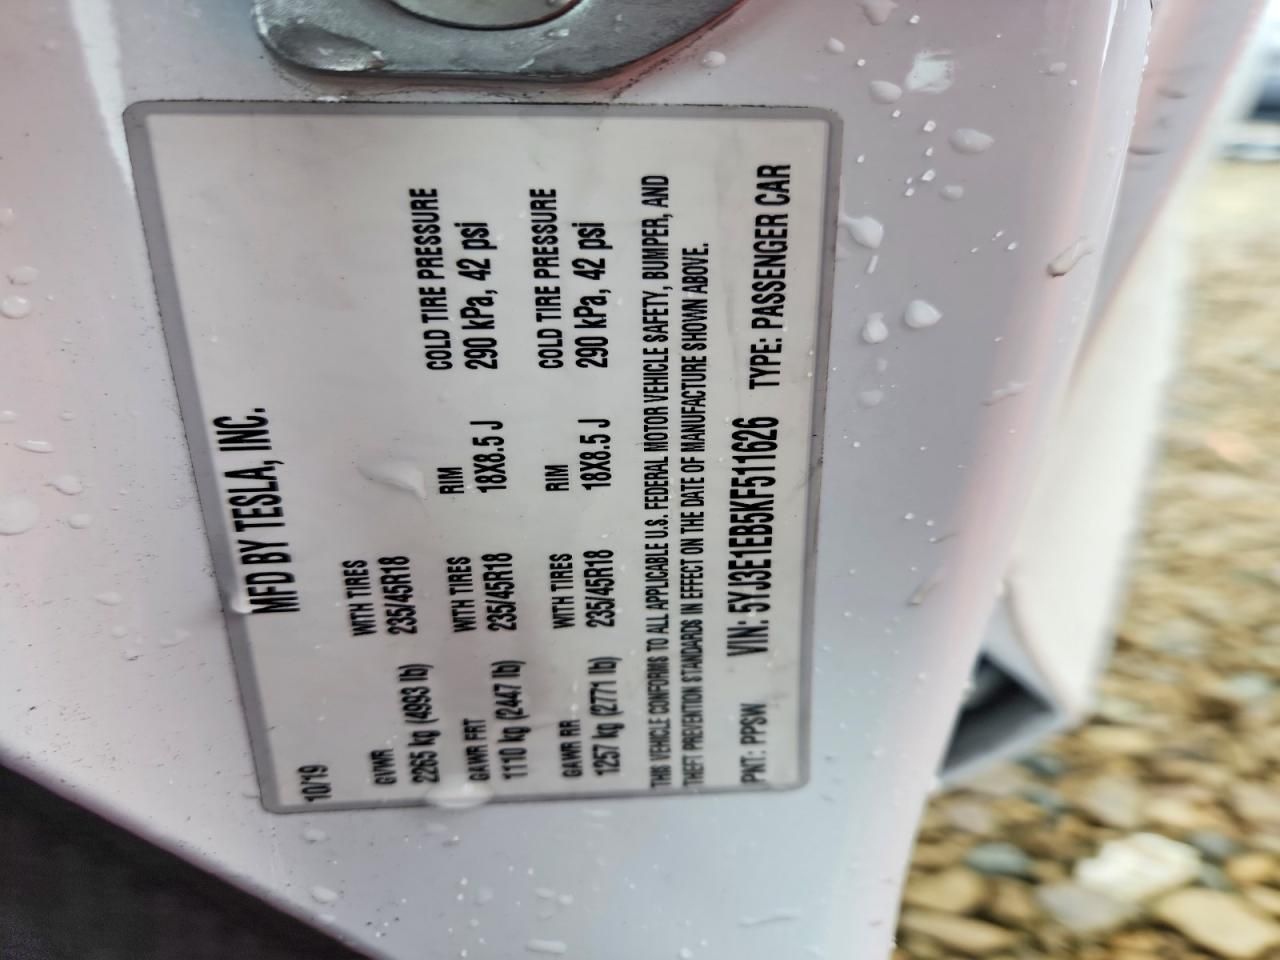 MFD BY TESLA, INC.
10/19
GVWR WITH TIRES
2265 kg (4993 lb) 235/45R18
GAWR FRT WITH TIRES RIM COLD TIRE PRESSURE
1110 kg (2447 lb) 235/45R18 18X8.5 J 290 kPa, 42 psi
GAWR RR WITH TIRES RIM COLD TIRE PRESSURE
1257 kg (2771 lb) 235/45R18 18X8.5 J 290 kPa, 42 psi
THIS VEHICLE CONFORMS TO ALL APPLICABLE U.S. FEDERAL MOTOR VEHICLE SAFETY, BUMPER, AND
THEFT PREVENTION STANDARDS IN EFFECT ON THE DATE OF MANUFACTURE SHOWN ABOVE.
PNT: PPSW VIN: 5YJ3E1EB5KF511626 TYPE: PASSENGER CAR